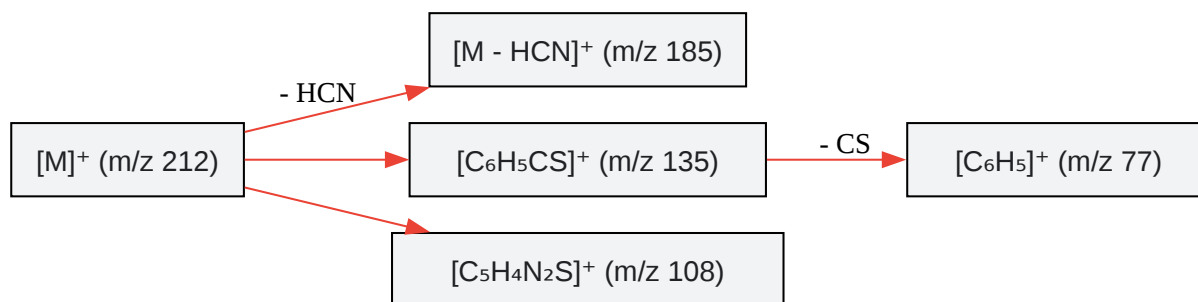 [M - HCN]⁺ (m/z 185)
- HCN
[M]⁺ (m/z 212)
[C₆H₅CS]⁺ (m/z 135)
- CS
[C₆H₅]⁺ (m/z 77)
[C₅H₄N₂S]⁺ (m/z 108)